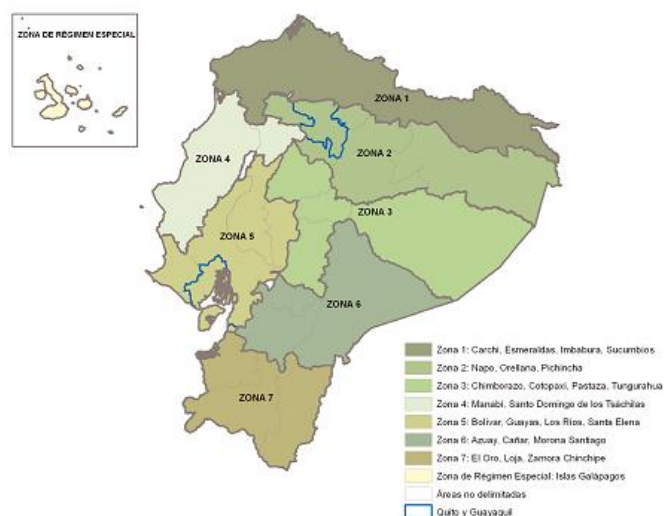 ZONA DE RÉGIMEN ESPECIAL
ZONA 1
ZONA 2
ZONA 4
ZONA 3
ZONA 5
ZONA 6
ZONA 7
Zona 1: Carchi, Esmeraldas, Imbabura, Sucumbios
Zona 2: Napo, Orellana, Pichincha
Zona 3: Chimborazo, Cotopaxi, Pastaza, Tungurahua
Zona 4: Manabí, Santo Domingo de los Tsáchilas
Zona 5: Bolívar, Guayas, Los Ríos, Santa Elena
Zona 6: Azuay, Cañar, Morona Santiago
Zona 7: El Oro, Loja, Zamora Chinchipe
Zona de Régimen Especial: Islas Galápagos
Áreas no delimitadas
Quito y Guayaquil